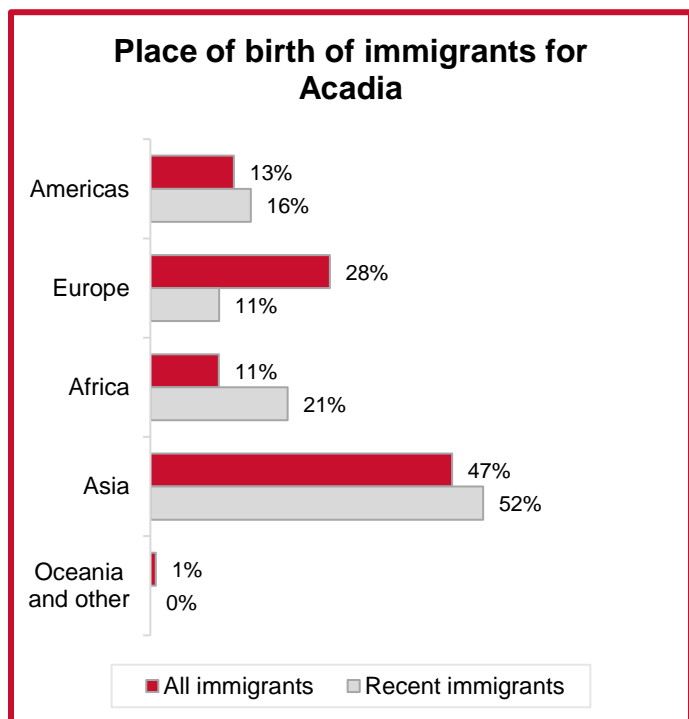 Place of birth of immigrants for
Acadia
Americas
13%
16%
Europe
28%
11%
Africa
11%
21%
Asia
47%
52%
Oceania
and other
1%
0%
All immigrants
Recent immigrants